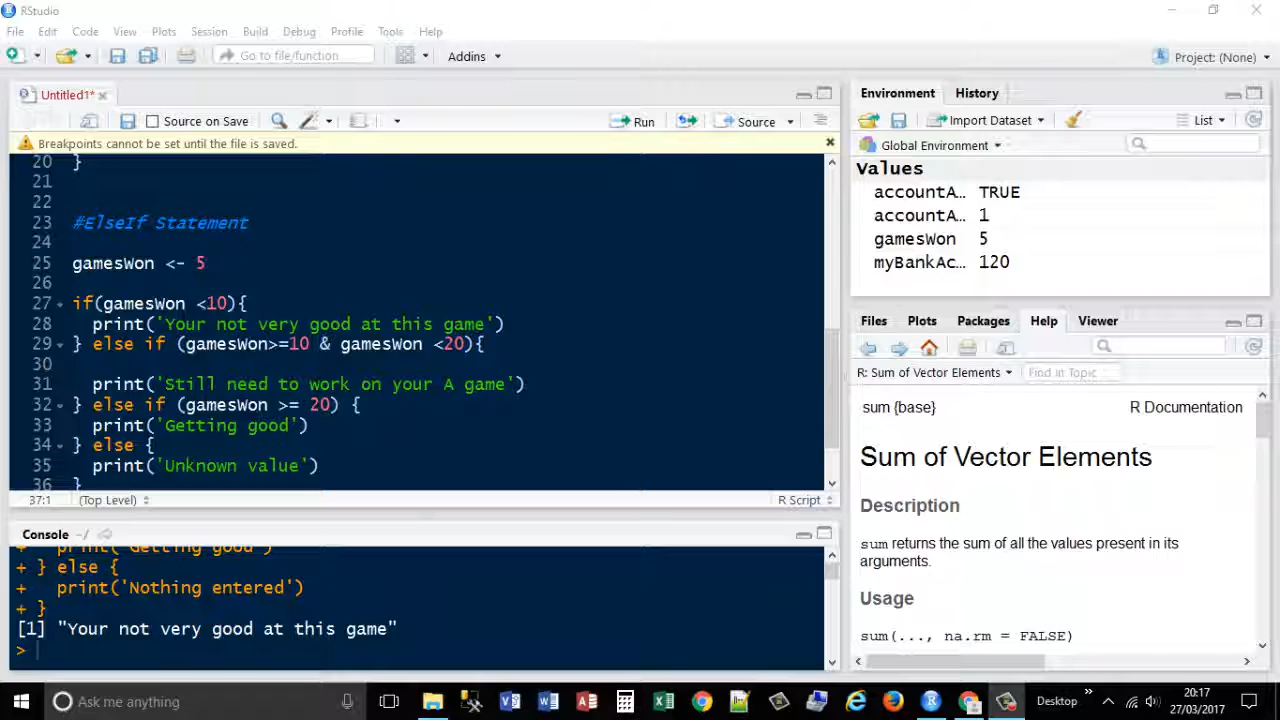 RStudio
File Edit Code View Plots Session Build Debug Profile Tools Help
Go to file/function Addins Project: (None)
Untitled1*
Source on Save Run Source
Breakpoints cannot be set until the file is saved.
20 }
21
22
23 #ElseIf Statement
24
25 gamesWon <- 5
26
27 if(gamesWon <10){
28 print('Your not very good at this game')
29 } else if (gamesWon>=10 & gamesWon <20){
30
31 print('Still need to work on your A game')
32 } else if (gamesWon >= 20) {
33 print('Getting good')
34 } else {
35 print('Unknown value')
36 }
37:1 (Top Level) R Script
Console ~/
+ print('Getting good')
+ } else {
+ print('Nothing entered')
+ }
[1] "Your not very good at this game"
>
Environment History
Import Dataset List
Global Environment
Values
accountA… TRUE
accountA… 1
gamesWon 5
myBankAc… 120
Files Plots Packages Help Viewer
R: Sum of Vector Elements Find in Topic
sum {base} R Documentation
Sum of Vector Elements
Description
sum returns the sum of all the values present in its
arguments.
Usage
sum(..., na.rm = FALSE)
Ask me anything
Desktop
20:17
27/03/2017